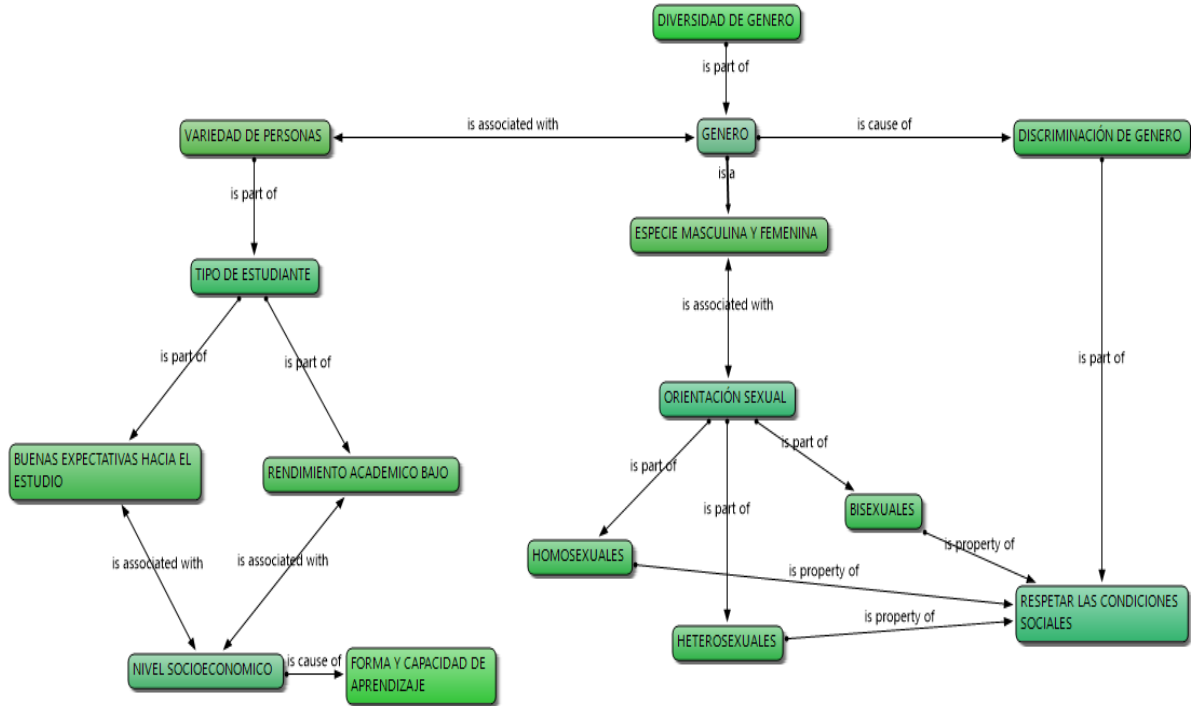 DIVERSIDAD DE GENERO
is part of
VARIEDAD DE PERSONAS
is associated with
GENERO
is cause of
DISCRIMINACIÓN DE GENERO
is part of
is a
ESPECIE MASCULINA Y FEMENINA
TIPO DE ESTUDIANTE
is associated with
is part of
is part of
is part of
ORIENTACIÓN SEXUAL
BUENAS EXPECTATIVAS HACIA EL
ESTUDIO
RENDIMIENTO ACADEMICO BAJO
is part of
is part of
is part of
BISEXUALES
HOMOSEXUALES
is associated with
is associated with
is property of
is property of
RESPETAR LAS CONDICIONES
SOCIALES
is property of
HETEROSEXUALES
NIVEL SOCIOECONOMICO
is cause of
FORMA Y CAPACIDAD DE
APRENDIZAJE